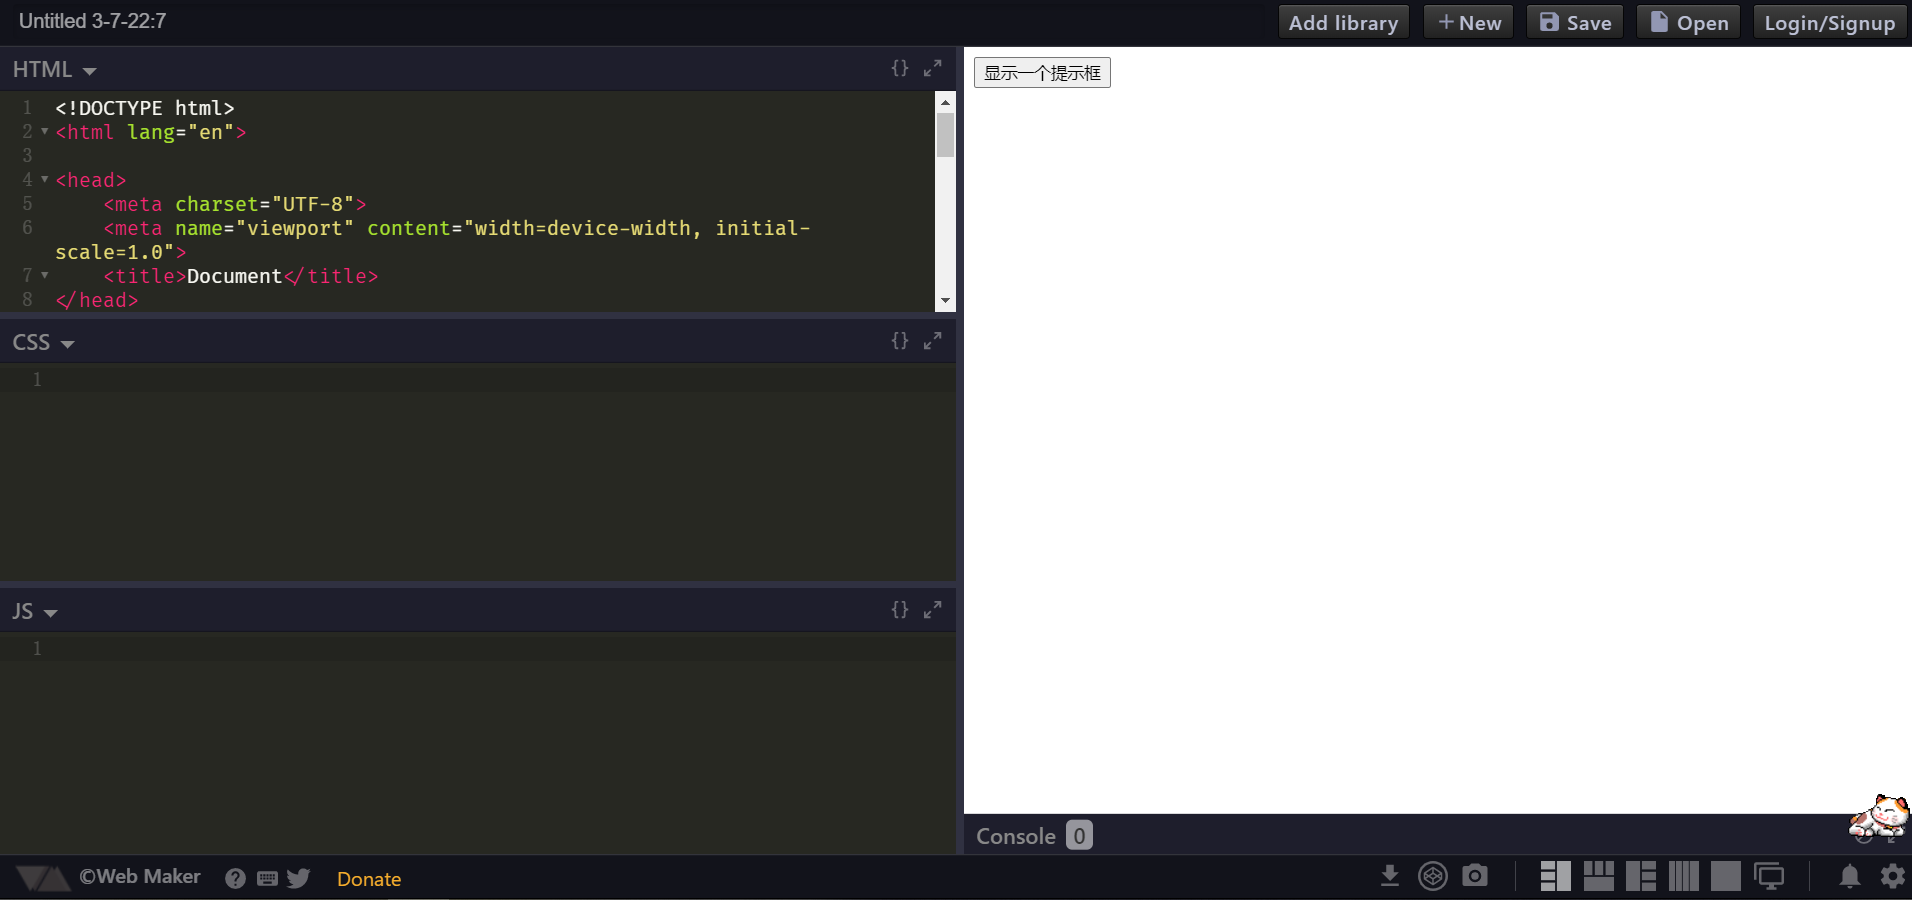 Untitled 3-7-22:7
Add library
+New
Save
Open
Login/Signup
HTML
{}
1 <!DOCTYPE html>
2 <html lang="en">
3
4 <head>
5 <meta charset="UTF-8">
6 <meta name="viewport" content="width=device-width, initial-
scale=1.0">
7 <title>Document</title>
8 </head>
CSS
{}
1
JS
{}
1
显示一个提示框
Console 0
©Web Maker
Donate